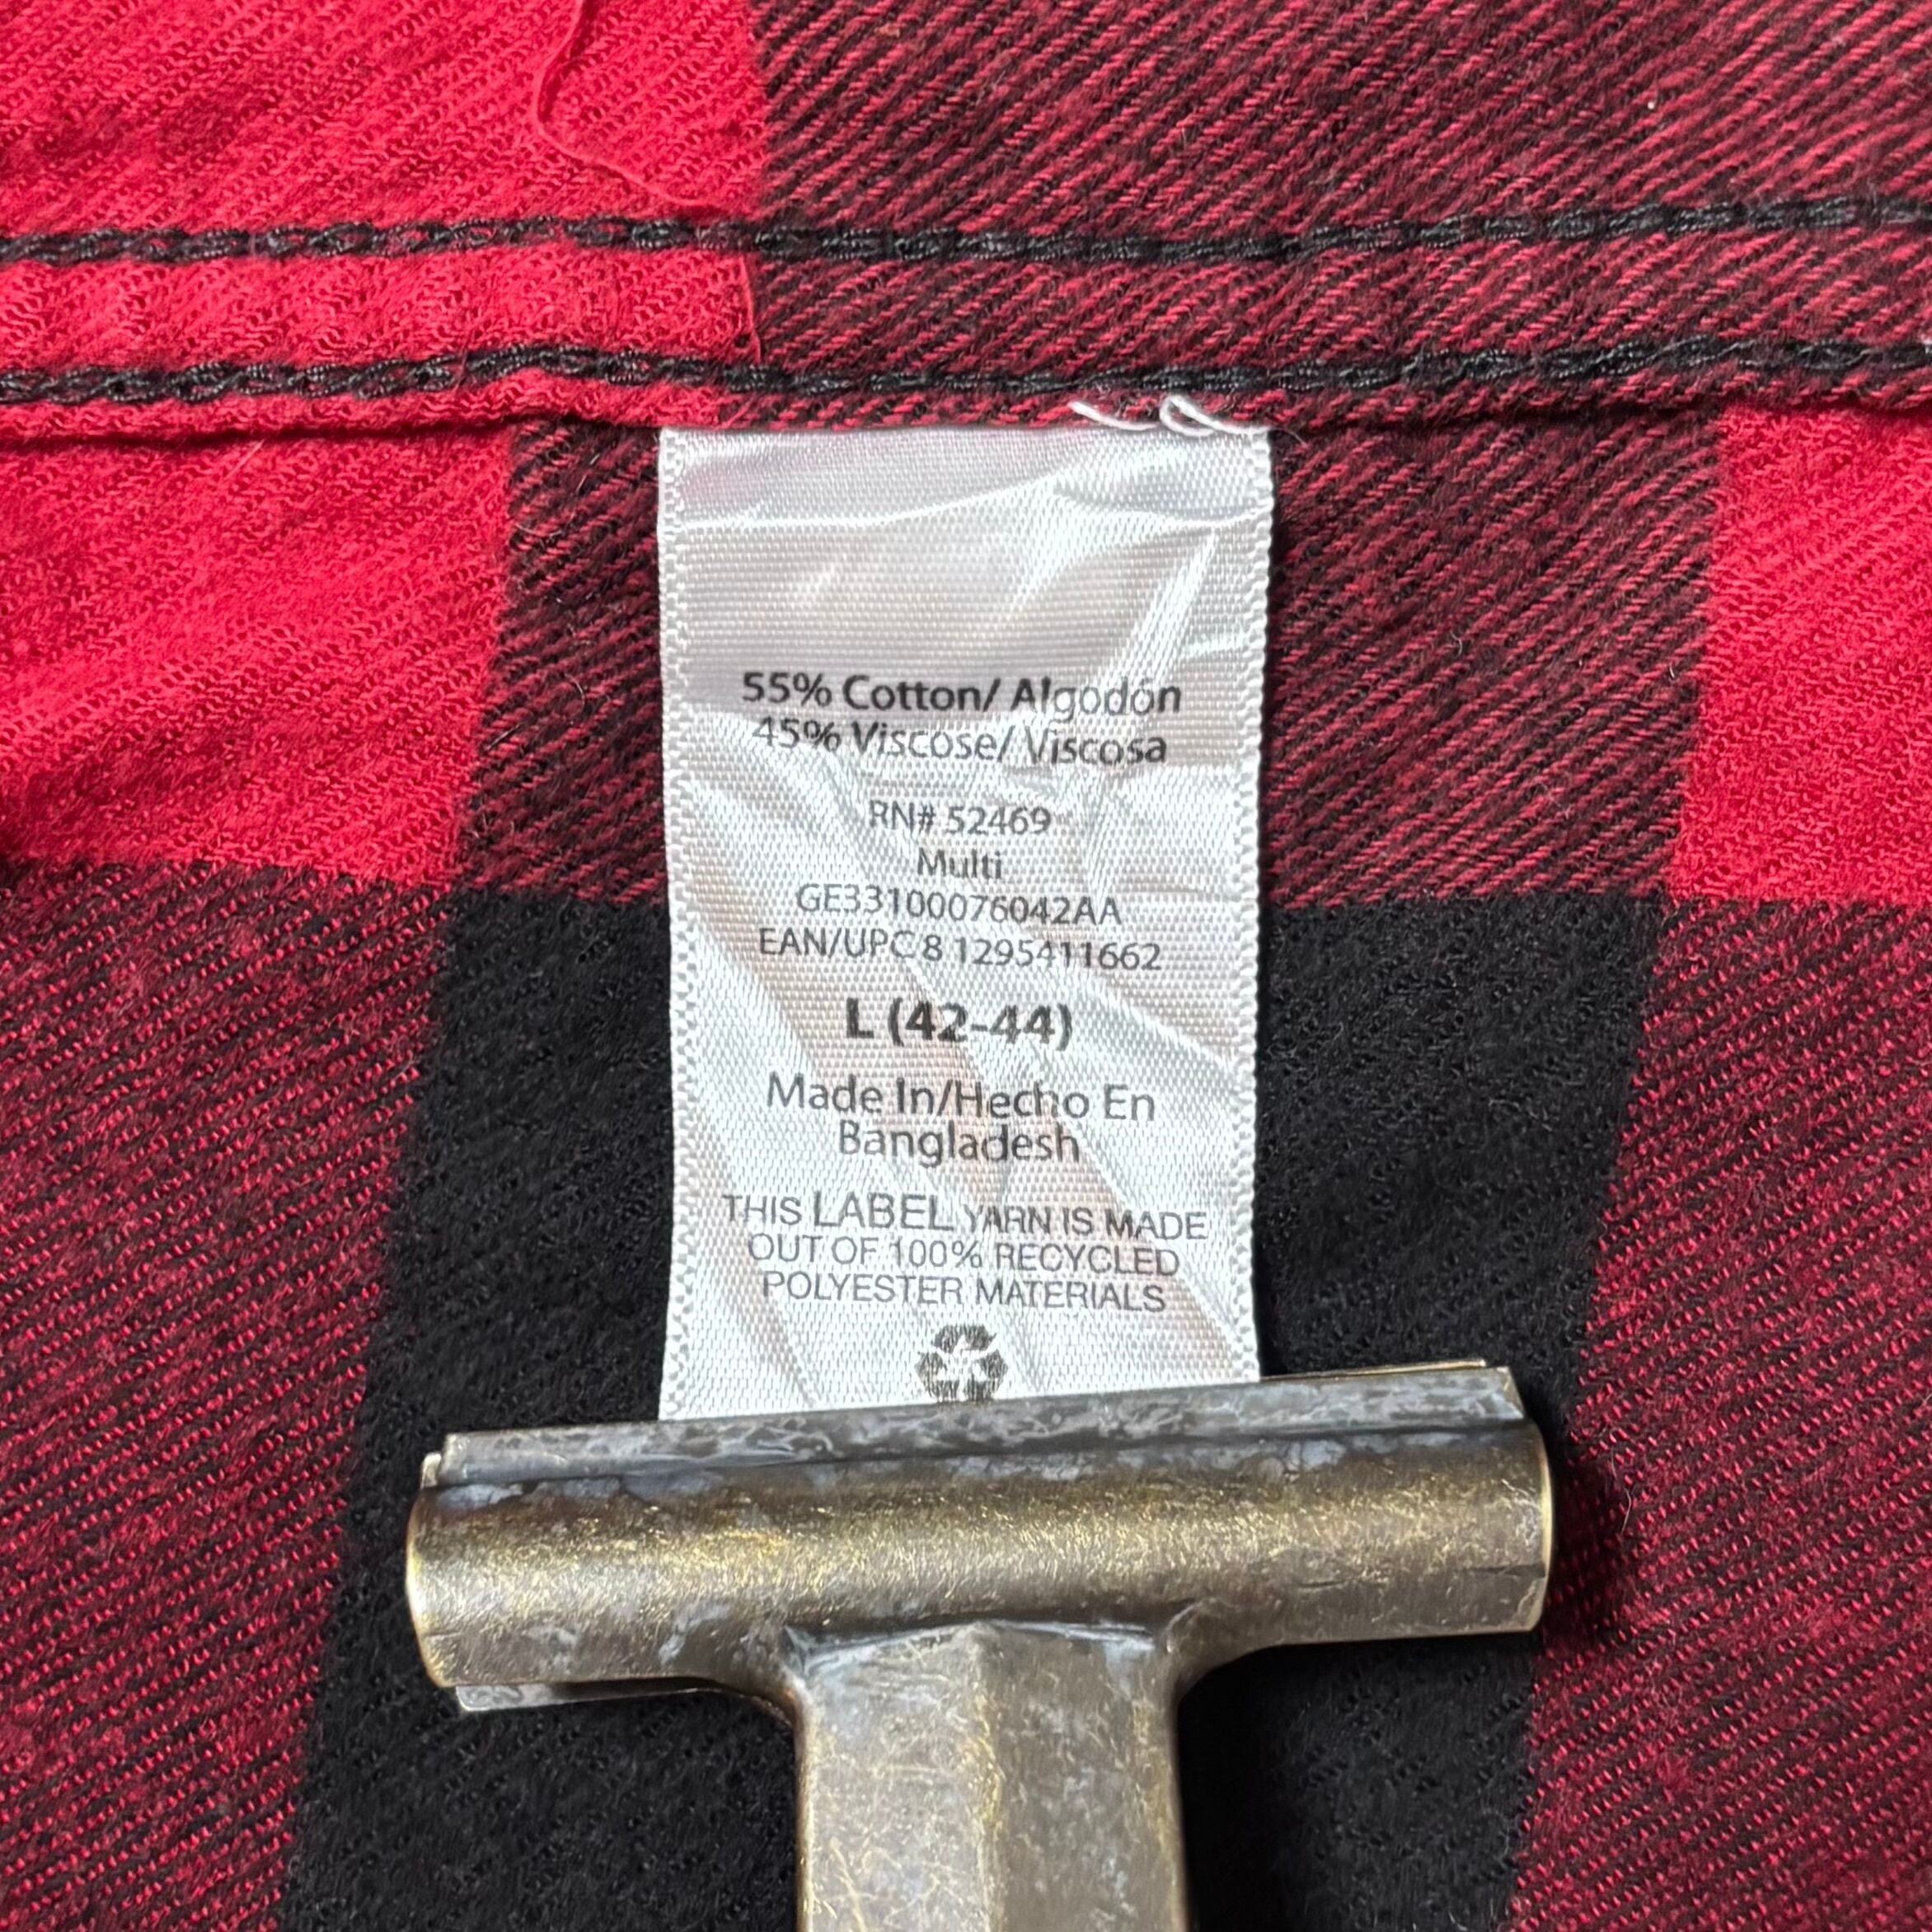 55% Cotton/ Algodón
45% Viscose/ Viscosa
RN# 52469
Multi
GE33100076042AA
EAN/UPC 8 1295411662
L (42-44)
Made In/Hecho En
Bangladesh
THIS LABEL YARN IS MADE
OUT OF 100% RECYCLED
POLYESTER MATERIALS